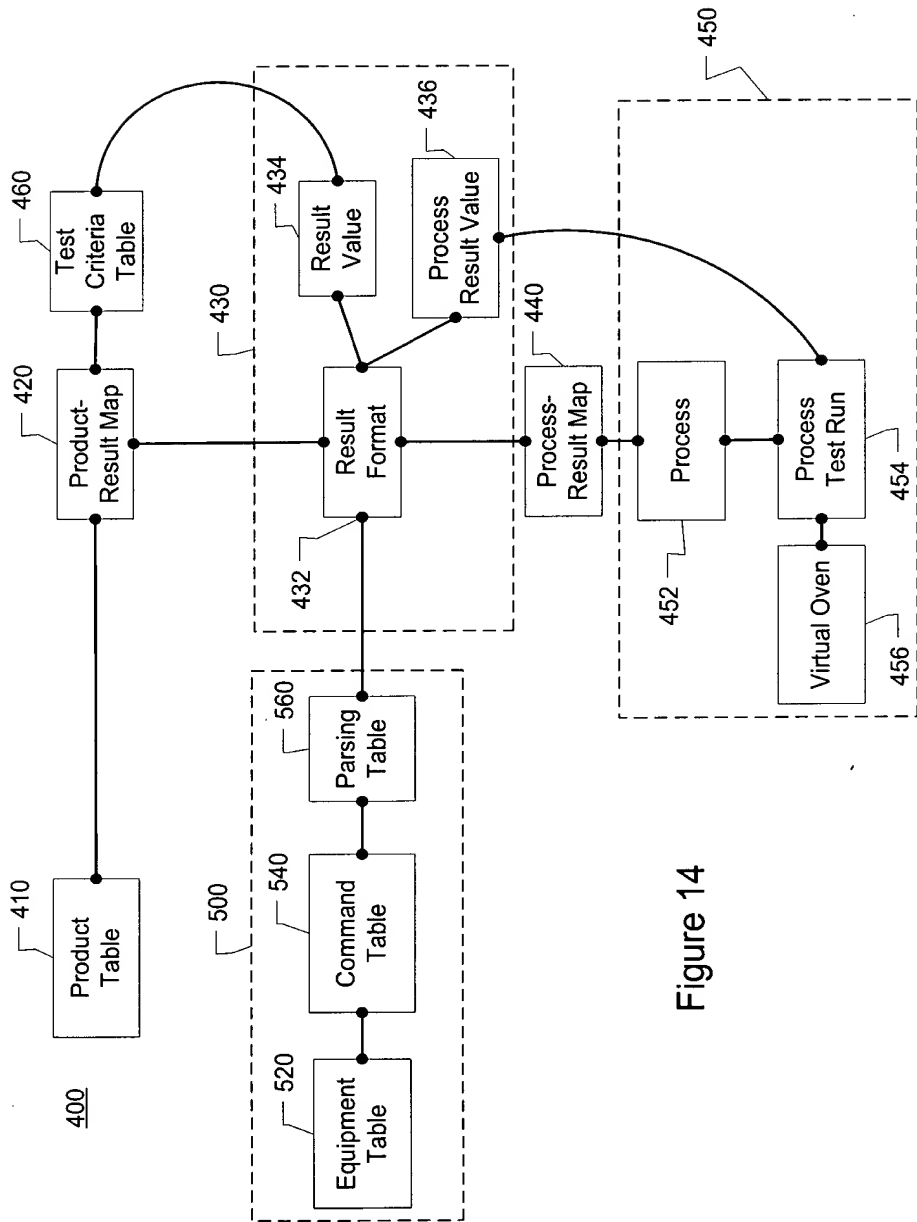 400
410
Product
Table
420
Product-
Result Map
460
Test
Criteria
Table
430
434
Result
Value
436
Process
Result Value
432
Result
Format
500
520
Equipment
Table
540
Command
Table
560
Parsing
Table
440
Process-
Result Map
450
452
Process
454
Process
Test Run
456
Virtual Oven
Figure 14